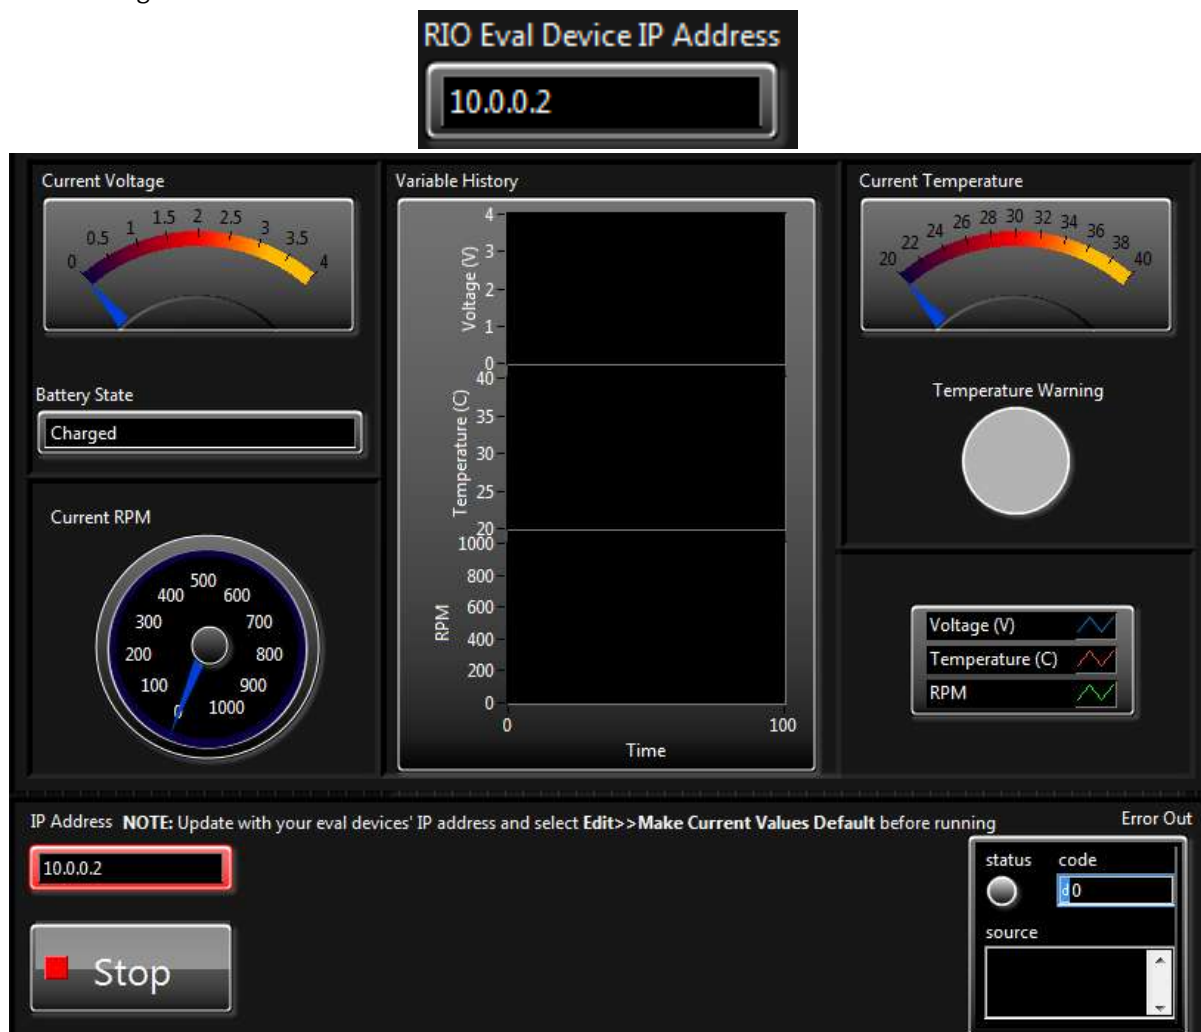 RIO Eval Device IP Address
10.0.0.2
Current Voltage
0 0.5 1 1.5 2 2.5 3 3.5 4
Battery State
Charged
Current RPM
0 100 200 300 400 500 600 700 800 900 1000
Variable History
4
3
2
1
0
Voltage (V)
40
35
30
25
20
Temperature (C)
1000
800
600
400
200
0
RPM
0 100
Time
Current Temperature
20 22 24 26 28 30 32 34 36 38 40
Temperature Warning
Voltage (V)
Temperature (C)
RPM
IP Address NOTE: Update with your eval devices' IP address and select Edit>>Make Current Values Default before running
10.0.0.2
Stop
Error Out
status code
d 0
source